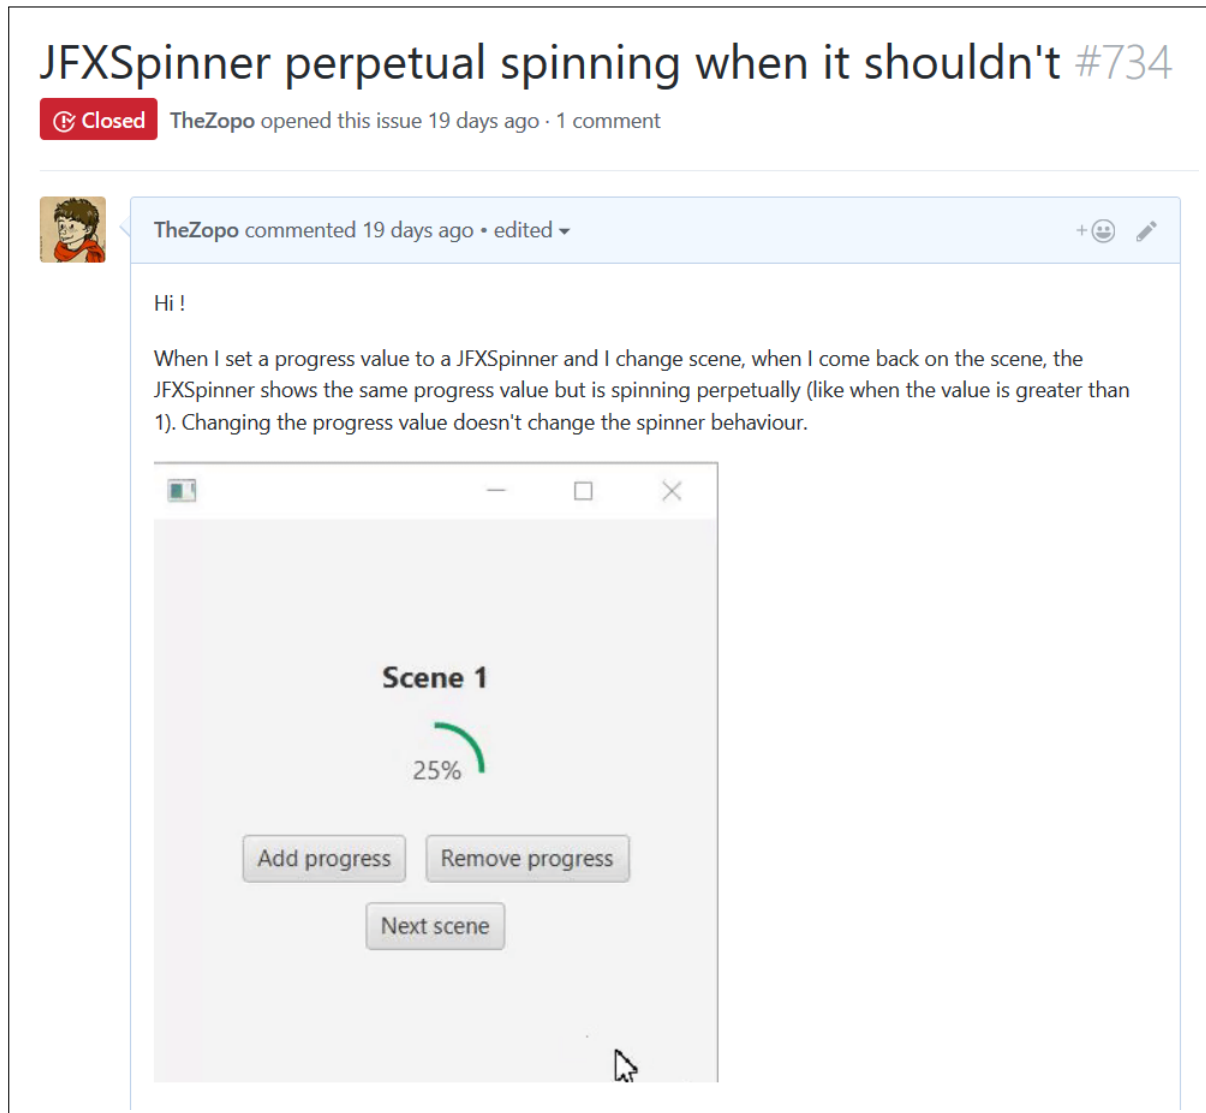 JFXSpinner perpetual spinning when it shouldn't #734
Closed TheZopo opened this issue 19 days ago · 1 comment
TheZopo commented 19 days ago • edited
Hi !
When I set a progress value to a JFXSpinner and I change scene, when I come back on the scene, the
JFXSpinner shows the same progress value but is spinning perpetually (like when the value is greater than
1). Changing the progress value doesn't change the spinner behaviour.
Scene 1
25%
Add progress Remove progress
Next scene